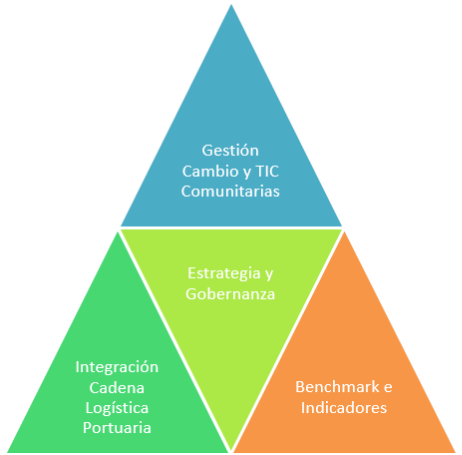 Gestión
Cambio y TIC
Comunitarias
Estrategia y
Gobernanza
Integración
Cadena
Logística
Portuaria
Benchmark e
Indicadores